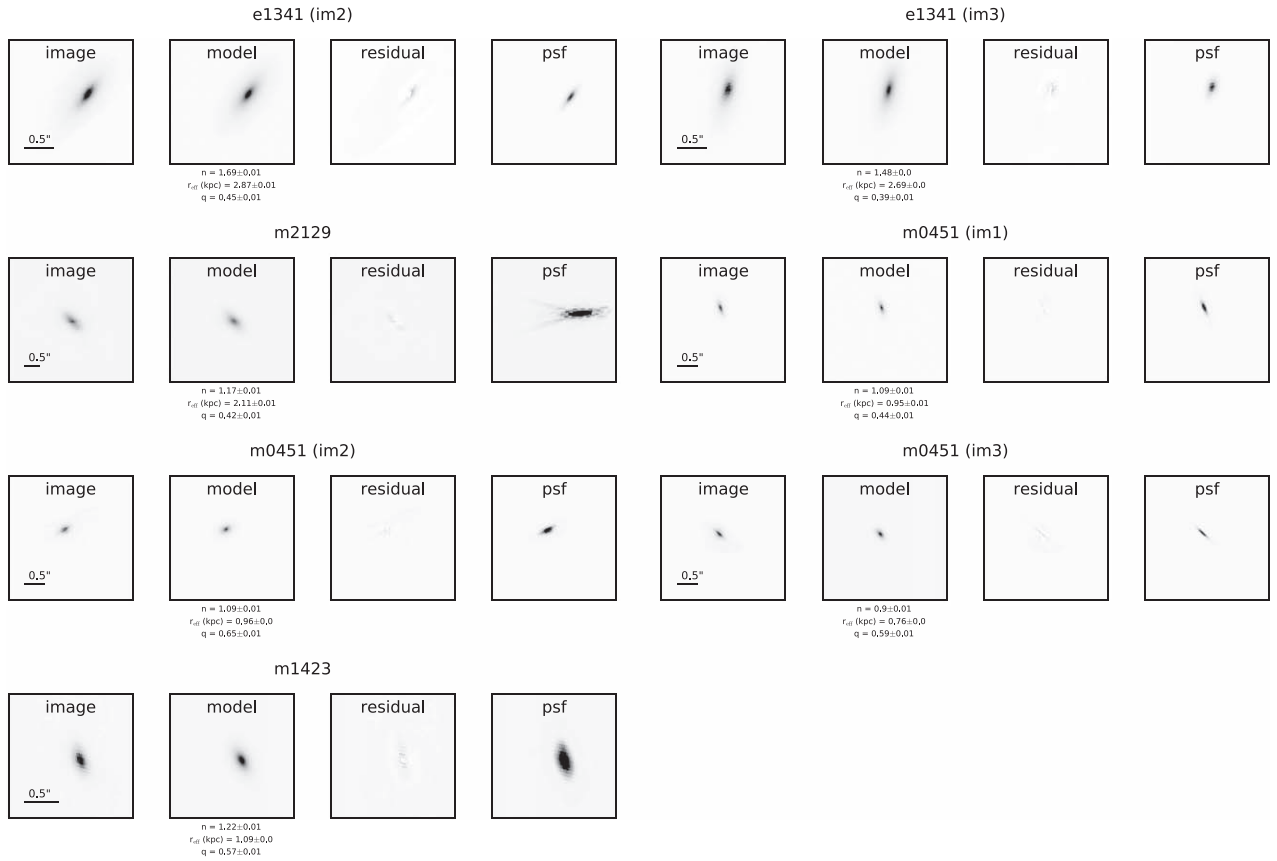 e1341 (im2)
image
model
residual
psf
0.5"
n = 1.69±0.01
r_eff (kpc) = 2.87±0.01
q = 0.45±0.01
e1341 (im3)
image
model
residual
psf
0.5"
n = 1.48±0.0
r_eff (kpc) = 2.69±0.0
q = 0.39±0.01
m2129
image
model
residual
psf
0.5"
n = 1.17±0.01
r_eff (kpc) = 2.11±0.01
q = 0.42±0.01
m0451 (im1)
image
model
residual
psf
0.5"
n = 1.09±0.01
r_eff (kpc) = 0.95±0.01
q = 0.44±0.01
m0451 (im2)
image
model
residual
psf
0.5"
n = 1.09±0.01
r_eff (kpc) = 0.96±0.0
q = 0.65±0.01
m0451 (im3)
image
model
residual
psf
0.5"
n = 0.9±0.01
r_eff (kpc) = 0.76±0.0
q = 0.59±0.01
m1423
image
model
residual
psf
0.5"
n = 1.22±0.01
r_eff (kpc) = 1.09±0.0
q = 0.57±0.01